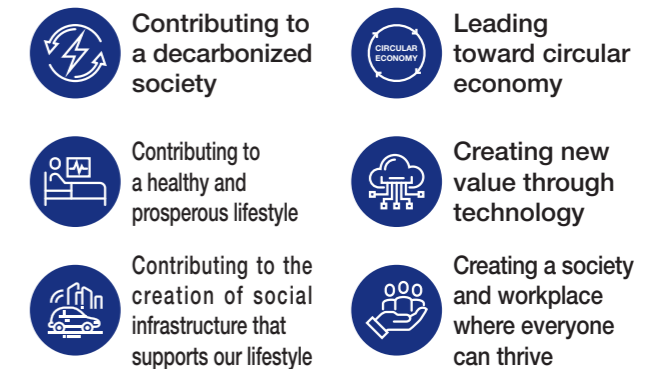 Contributing to
a decarbonized
society
CIRCULAR
ECONOMY
Leading
toward circular
economy
Contributing to
a healthy and
prosperous lifestyle
Creating new
value through
technology
Contributing to the
creation of social
infrastructure that
supports our lifestyle
Creating a society
and workplace
where everyone
can thrive